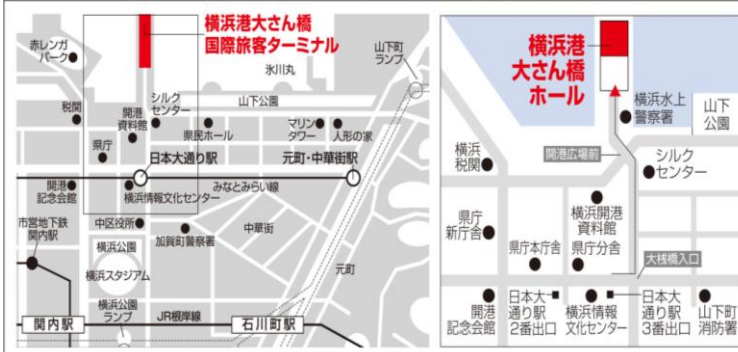 横浜港大さん橋
国際旅客ターミナル
赤レンガ
パーク
山下町
ランプ
氷川丸
山下公園
税関
開港
資料館
シルク
センター
県民ホール
マリン
タワー
人形の家
県庁
日本大通り駅
元町・中華街駅
開港
記念会館
横浜情報文化センター
みなとみらい線
市営地下鉄
関内駅
中区役所
加賀町警察署
中華街
横浜公園
横浜スタジアム
元町
横浜公園
ランプ
JR根岸線
関内駅
石川町駅
横浜港
大さん橋
ホール
横浜水上
警察署
山下
公園
横浜
税関
開港広場前
シルク
センター
県庁
新庁舎
横浜開港
資料館
県庁本庁舎
県庁分舎
大桟橋入口
開港
記念会館
日本大
通り駅
2番出口
横浜情報
文化センター
日本大
通り駅
3番出口
山下町
消防署